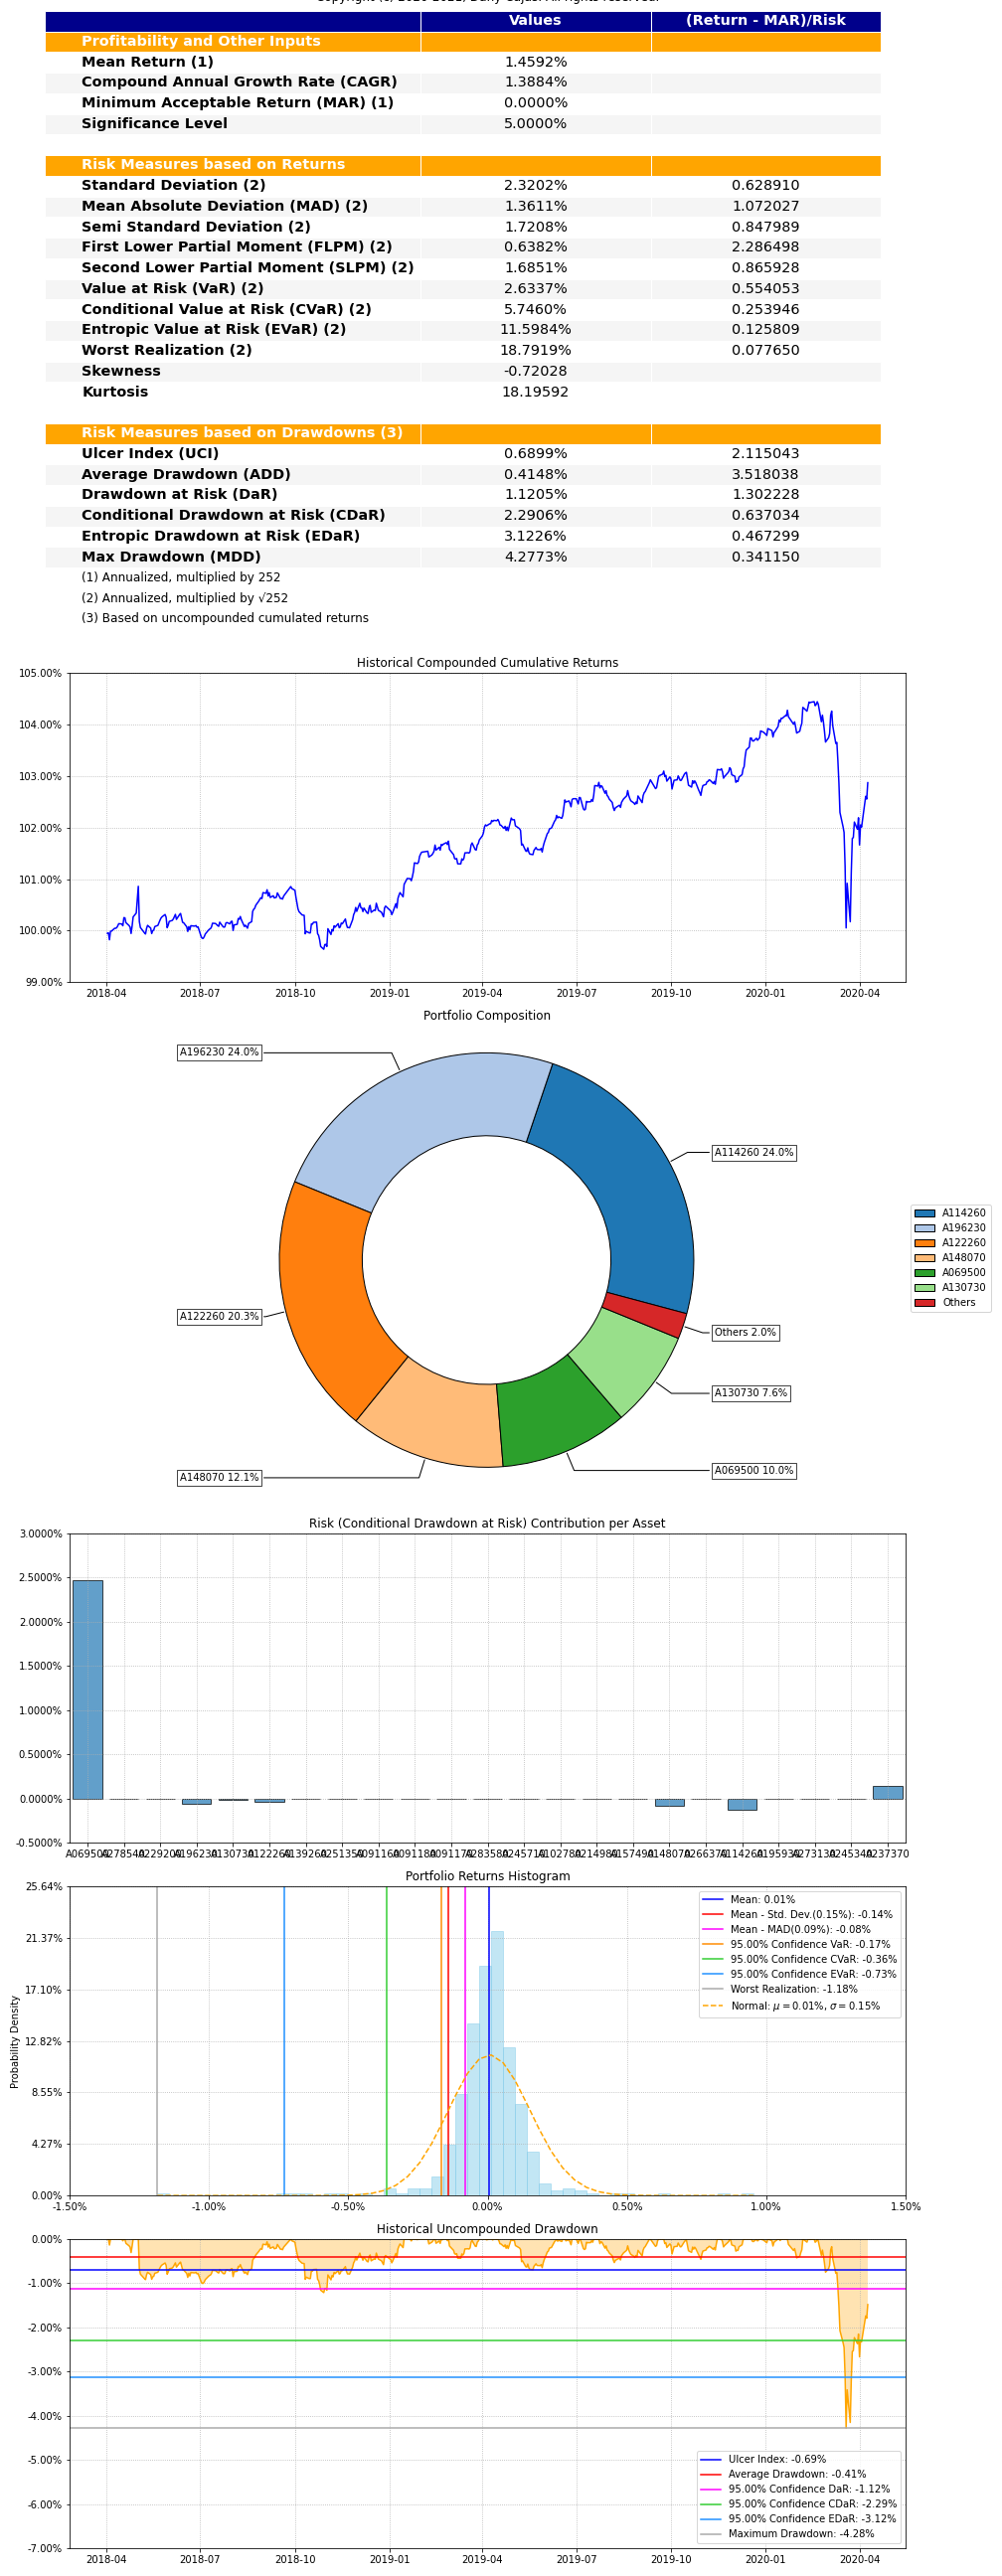 Values (Return - MAR)/Risk
Profitability and Other Inputs
Mean Return (1) 1.4592%
Compound Annual Growth Rate (CAGR) 1.3884%
Minimum Acceptable Return (MAR) (1) 0.0000%
Significance Level 5.0000%
Risk Measures based on Returns
Standard Deviation (2) 2.3202% 0.628910
Mean Absolute Deviation (MAD) (2) 1.3611% 1.072027
Semi Standard Deviation (2) 1.7208% 0.847989
First Lower Partial Moment (FLPM) (2) 0.6382% 2.286498
Second Lower Partial Moment (SLPM) (2) 1.6851% 0.865928
Value at Risk (VaR) (2) 2.6337% 0.554053
Conditional Value at Risk (CVaR) (2) 5.7460% 0.253946
Entropic Value at Risk (EVaR) (2) 11.5984% 0.125809
Worst Realization (2) 18.7919% 0.077650
Skewness -0.72028
Kurtosis 18.19592
Risk Measures based on Drawdowns (3)
Ulcer Index (UCI) 0.6899% 2.115043
Average Drawdown (ADD) 0.4148% 3.518038
Drawdown at Risk (DaR) 1.1205% 1.302228
Conditional Drawdown at Risk (CDaR) 2.2906% 0.637034
Entropic Drawdown at Risk (EDaR) 3.1226% 0.467299
Max Drawdown (MDD) 4.2773% 0.341150
(1) Annualized, multiplied by 252
(2) Annualized, multiplied by √252
(3) Based on uncompounded cumulated returns
Historical Compounded Cumulative Returns
105.00%
104.00%
103.00%
102.00%
101.00%
100.00%
99.00%
2018-04 2018-07 2018-10 2019-01 2019-04 2019-07 2019-10 2020-01 2020-04
Portfolio Composition
A196230 24.0%
A114260 24.0%
A122260 20.3%
Others 2.0%
A130730 7.6%
A148070 12.1%
A069500 10.0%
A114260
A196230
A122260
A148070
A069500
A130730
Others
Risk (Conditional Drawdown at Risk) Contribution per Asset
3.0000%
2.5000%
2.0000%
1.5000%
1.0000%
0.5000%
0.0000%
-0.5000%
A237370
Portfolio Returns Histogram
Probability Density
25.64%
21.37%
17.10%
12.82%
8.55%
4.27%
0.00%
-1.50% -1.00% -0.50% 0.00% 0.50% 1.00% 1.50%
Mean: 0.01%
Mean - Std. Dev.(0.15%): -0.14%
Mean - MAD(0.09%): -0.08%
95.00% Confidence VaR: -0.17%
95.00% Confidence CVaR: -0.36%
95.00% Confidence EVaR: -0.73%
Worst Realization: -1.18%
Normal: μ = 0.01%, σ = 0.15%
Historical Uncompounded Drawdown
0.00%
-1.00%
-2.00%
-3.00%
-4.00%
-5.00%
-6.00%
-7.00%
2018-04 2018-07 2018-10 2019-01 2019-04 2019-07 2019-10 2020-01 2020-04
Ulcer Index: -0.69%
Average Drawdown: -0.41%
95.00% Confidence DaR: -1.12%
95.00% Confidence CDaR: -2.29%
95.00% Confidence EDaR: -3.12%
Maximum Drawdown: -4.28%